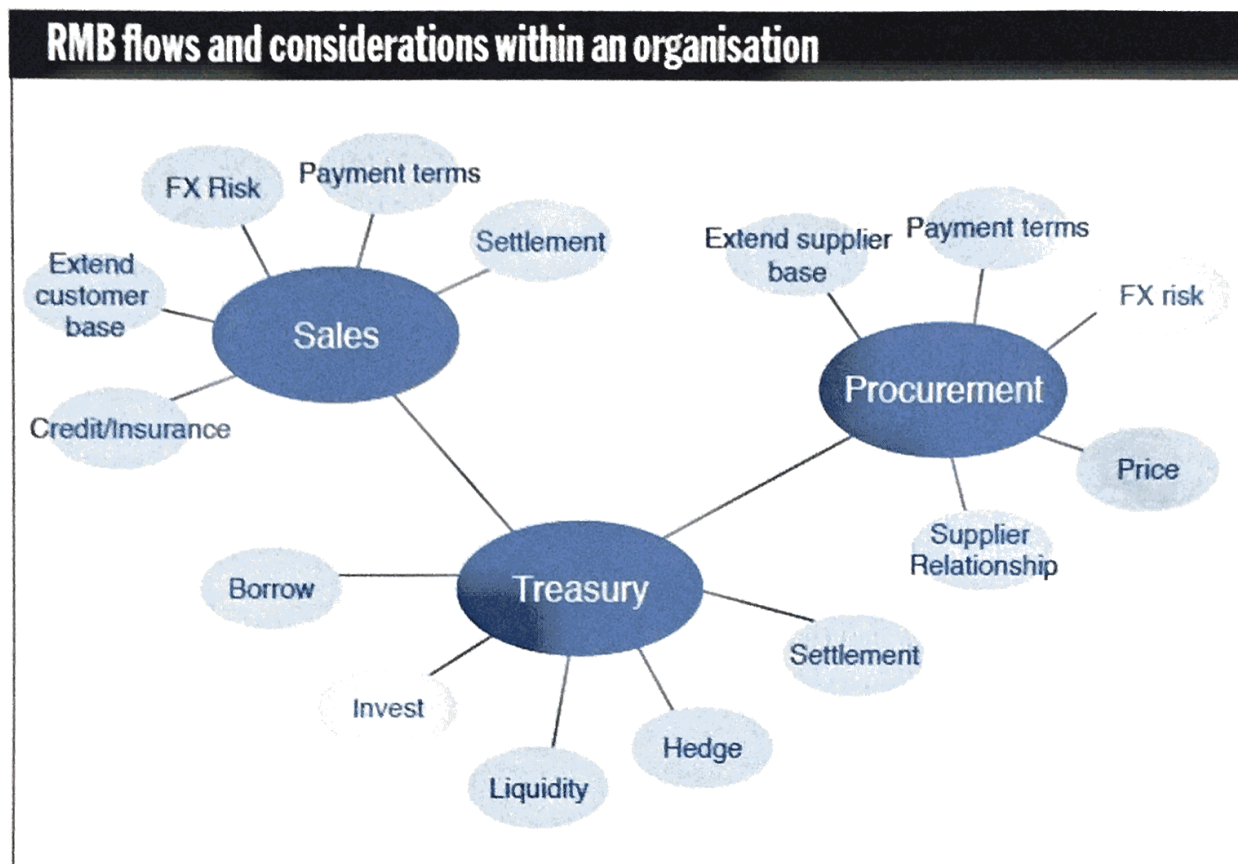 RMB flows and considerations within an organisation
FX Risk
Payment terms
Settlement
Extend
customer
base
Sales
Credit/Insurance
Extend supplier
base
Payment terms
FX risk
Procurement
Price
Supplier
Relationship
Treasury
Borrow
Invest
Liquidity
Hedge
Settlement